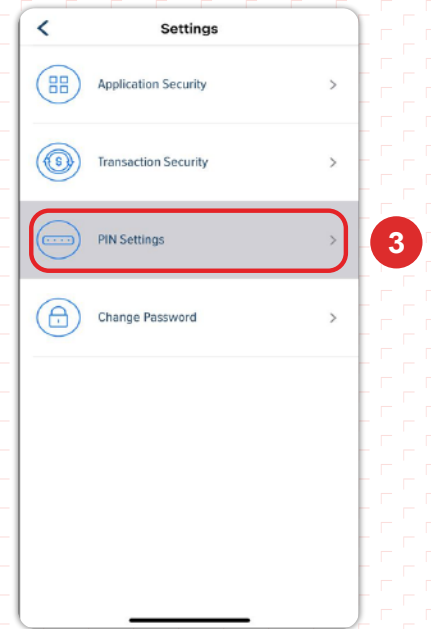 Settings
Application Security
Transaction Security
PIN Settings
3
Change Password